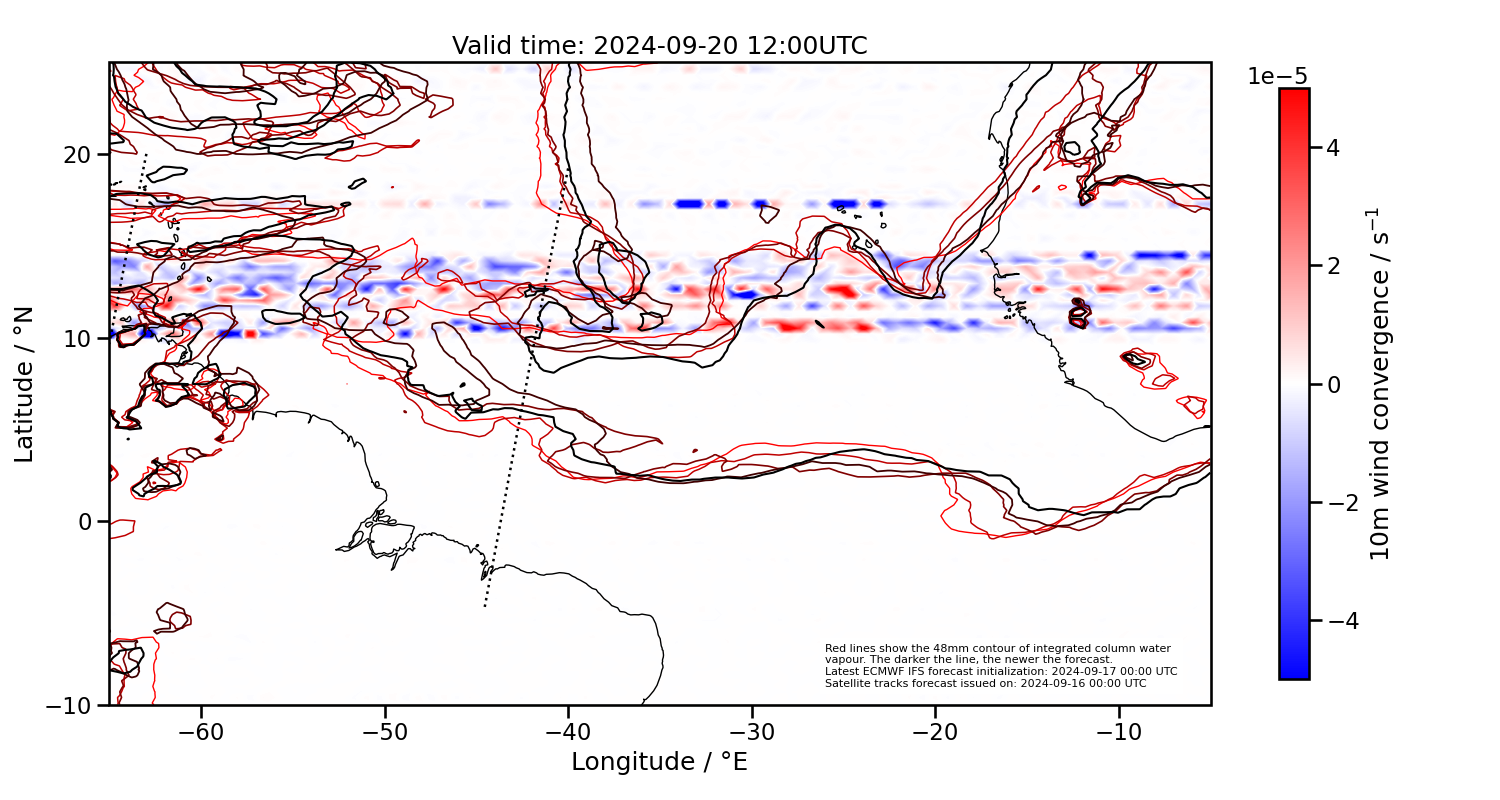 Valid time: 2024-09-20 12:00UTC
1e−5
20
10
0
−10
Latitude / °N
−60
−50
−40
−30
−20
−10
Longitude / °E
4
2
0
−2
−4
10m wind convergence / s⁻¹
Red lines show the 48mm contour of integrated column water
vapour. The darker the line, the newer the forecast.
Latest ECMWF IFS forecast initialization: 2024-09-17 00:00 UTC
Satellite tracks forecast issued on: 2024-09-16 00:00 UTC